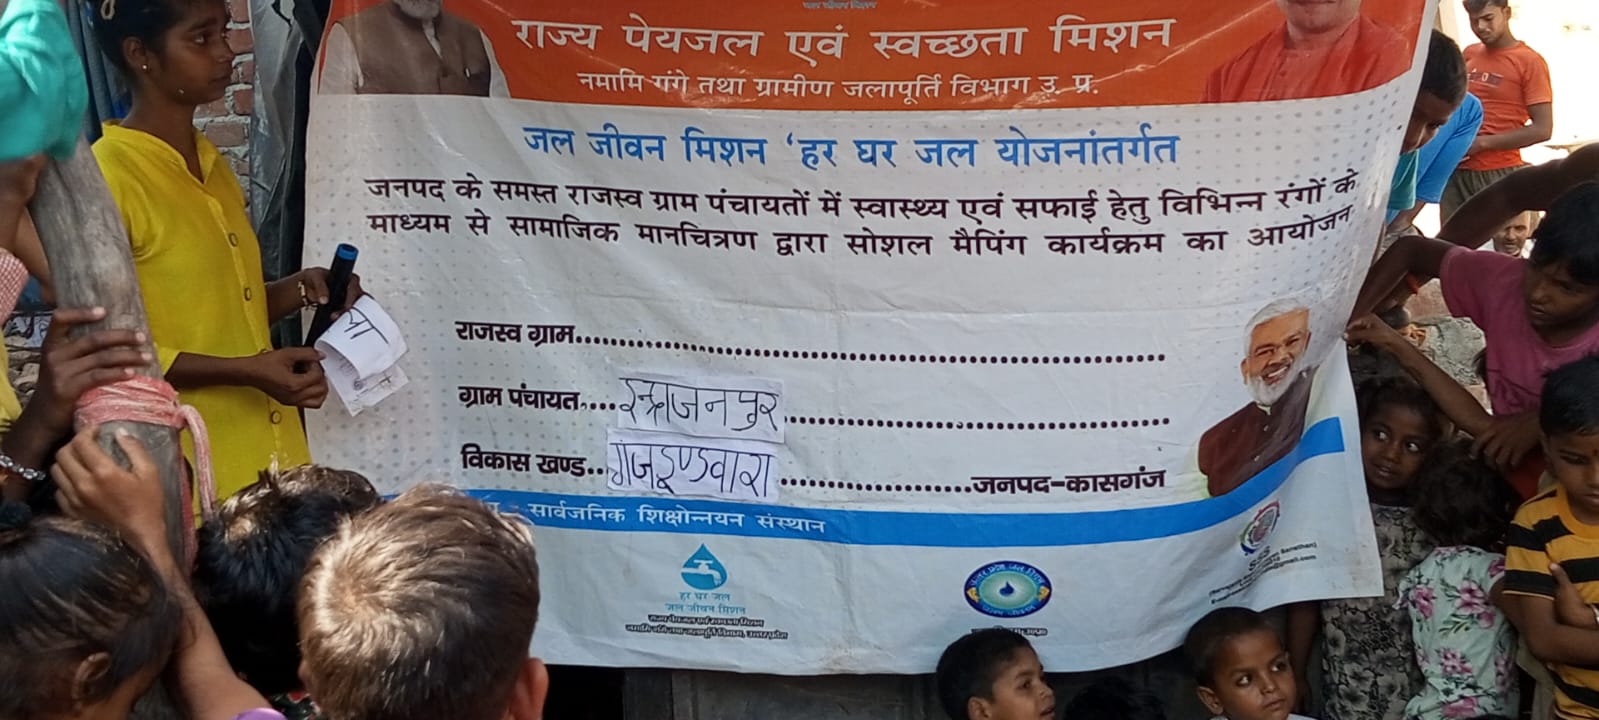 राज्य पेयजल एवं स्वच्छता मिशन
नमामि गंगे तथा ग्रामीण जलापूर्ति विभाग उ. प्र.
जल जीवन मिशन ‘हर घर जल योजनांतर्गत
जनपद के समस्त राजस्व ग्राम पंचायतों में स्वास्थ्य एवं सफाई हेतु विभिन्न रंगों के
माध्यम से सामाजिक मानचित्रण द्वारा सोशल मैपिंग कार्यक्रम का आयोजन
राजस्व ग्राम
ग्राम पंचायत
विकास खण्ड जनपद-कासगंज
सार्वजनिक शिक्षोन्नयन संस्थान
हर घर जल
जल जीवन मिशन
SSS